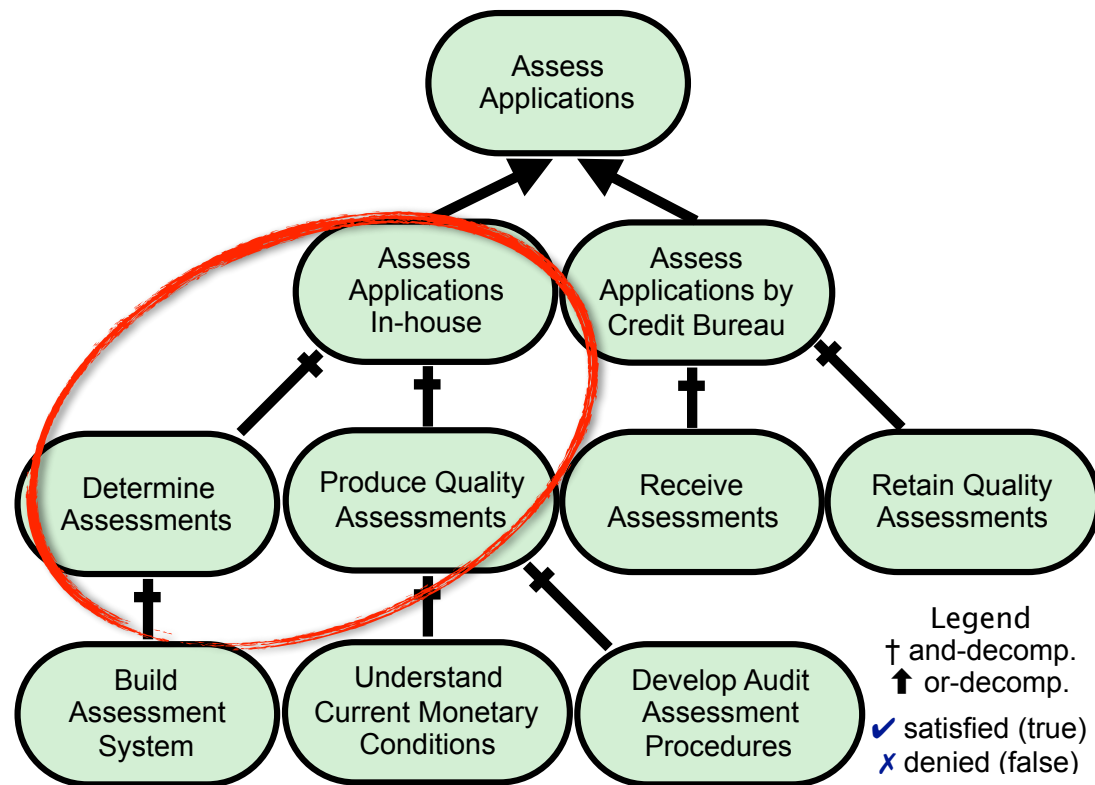 Assess
Applications
Assess
Applications
In-house
Assess
Applications by
Credit Bureau
Determine
Assessments
Produce Quality
Assessments
Receive
Assessments
Retain Quality
Assessments
Build
Assessment
System
Understand
Current Monetary
Conditions
Develop Audit
Assessment
Procedures
Legend
† and-decomp.
⬆ or-decomp.
✔ satisfied (true)
✗ denied (false)